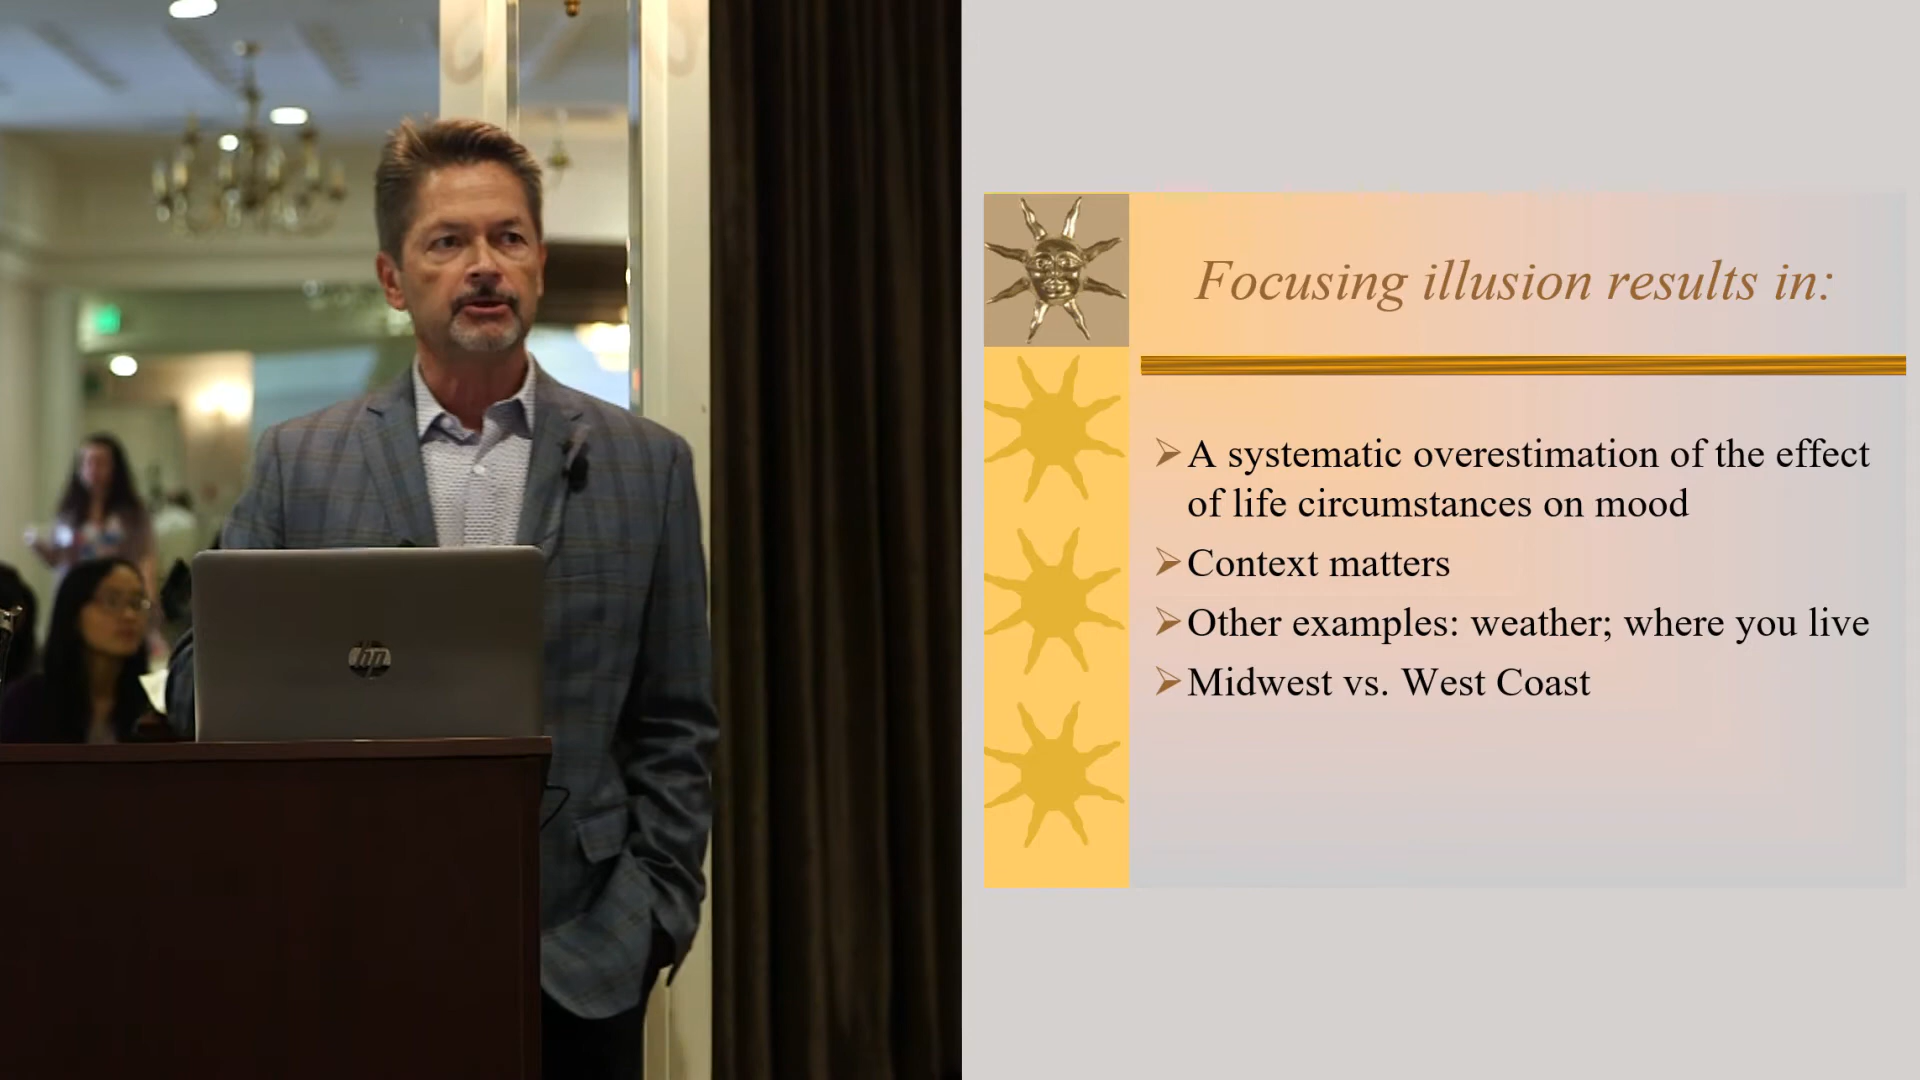 hp
Focusing illusion results in:
A systematic overestimation of the effect
of life circumstances on mood
Context matters
Other examples: weather; where you live
Midwest vs. West Coast